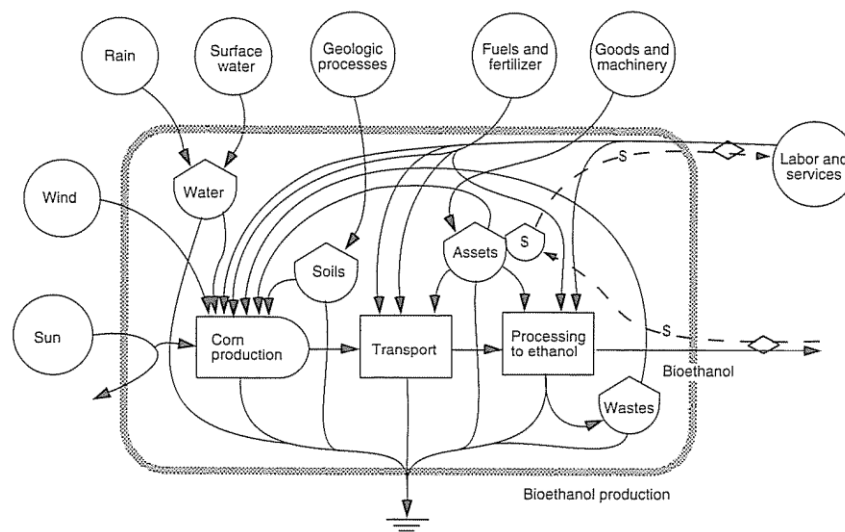 Rain
Surface
water
Geologic
processes
Fuels and
fertilizer
Goods and
machinery
Labor and
services
Wind
Water
Soils
Assets
S
S
Sun
Corn
production
Transport
Processing
to ethanol
S
Bioethanol
Wastes
Bioethanol production